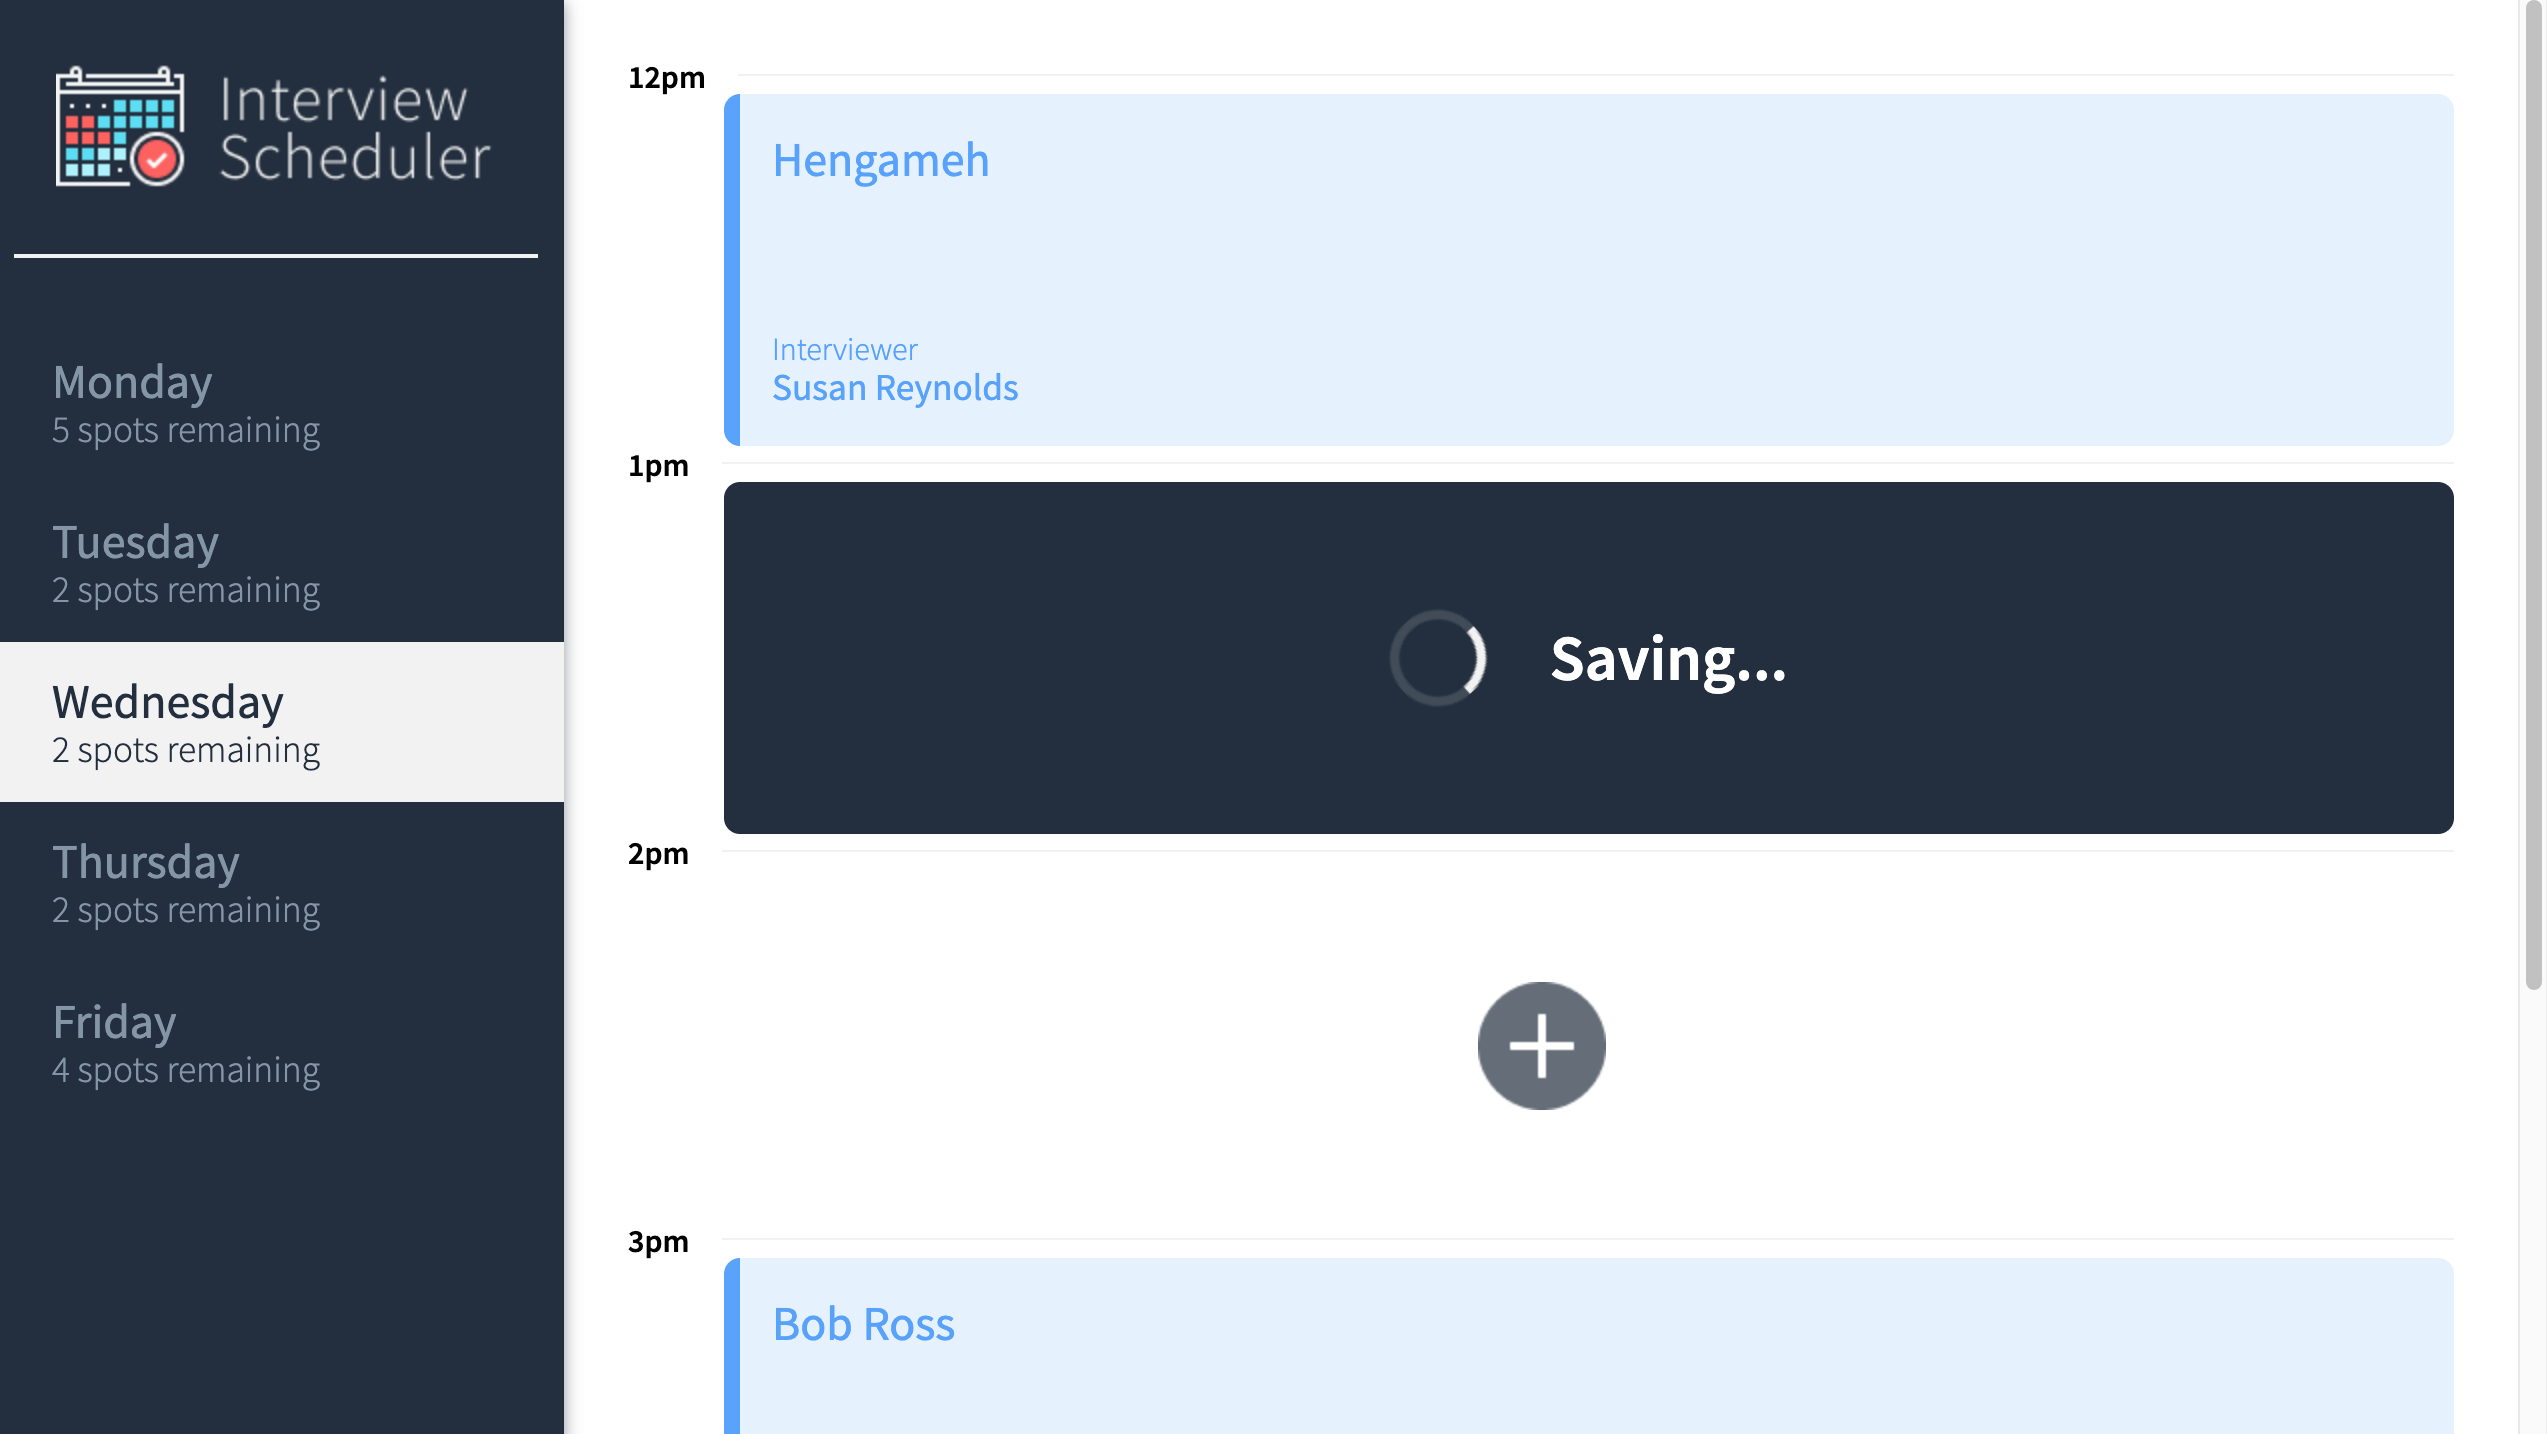 Interview
Scheduler
Monday
5 spots remaining
Tuesday
2 spots remaining
Wednesday
2 spots remaining
Thursday
2 spots remaining
Friday
4 spots remaining
12pm
Hengameh
Interviewer
Susan Reynolds
1pm
Saving...
2pm
3pm
Bob Ross